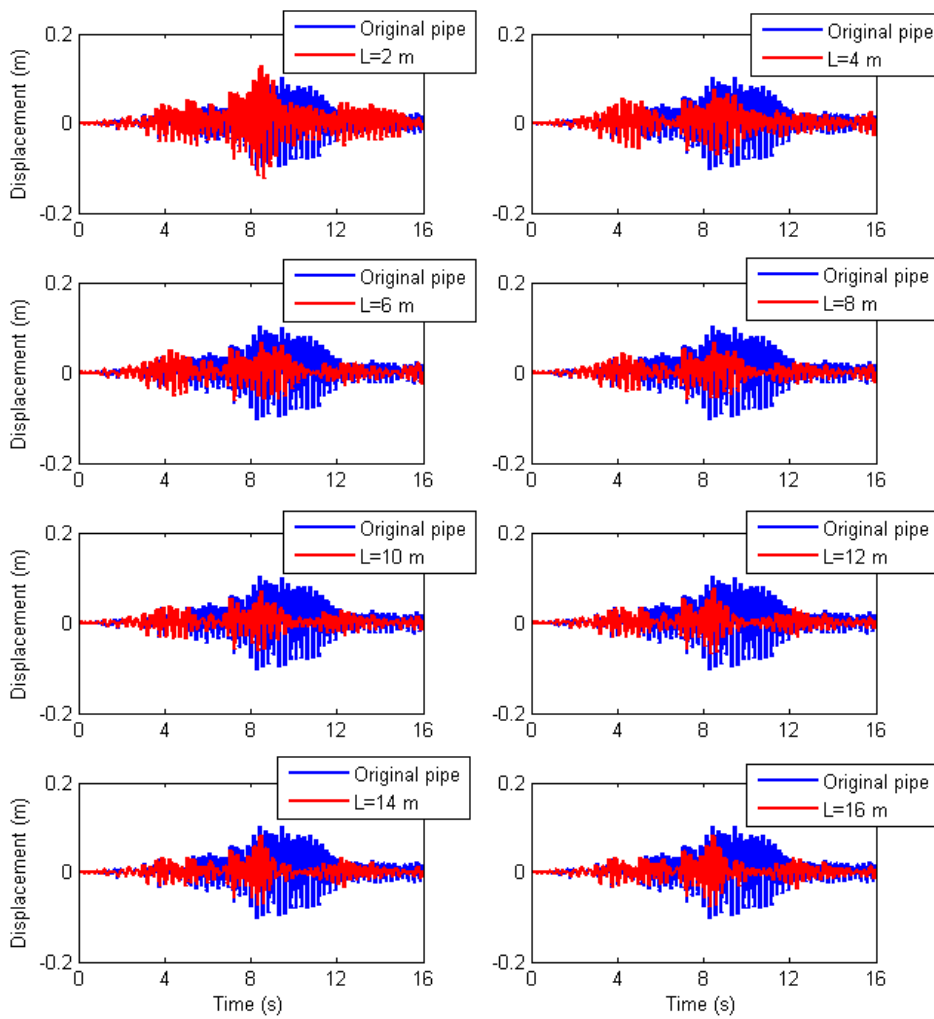 Original pipe
L=2 m
Original pipe
L=4 m
Displacement (m)
0.2
0
-0.2
0 4 8 12 16
0.2
0
-0.2
0 4 8 12 16
Original pipe
L=6 m
Original pipe
L=8 m
Displacement (m)
0.2
0
-0.2
0 4 8 12 16
0.2
0
-0.2
0 4 8 12 16
Original pipe
L=10 m
Original pipe
L=12 m
Displacement (m)
0.2
0
-0.2
0 4 8 12 16
0.2
0
-0.2
0 4 8 12 16
Original pipe
L=14 m
Original pipe
L=16 m
Displacement (m)
0.2
0
-0.2
0 4 8 12 16
Time (s)
0.2
0
-0.2
0 4 8 12 16
Time (s)